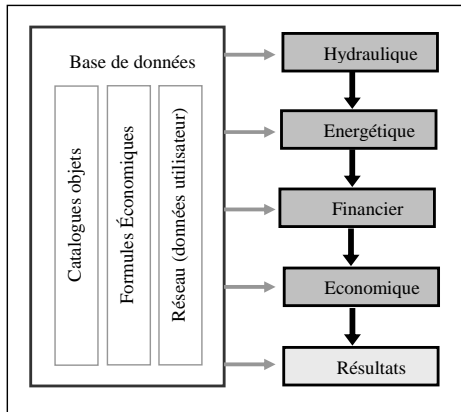 Base de données
Catalogues objets
Formules Économiques
Réseau (données utilisateur)
Hydraulique
Energétique
Financier
Economique
Résultats